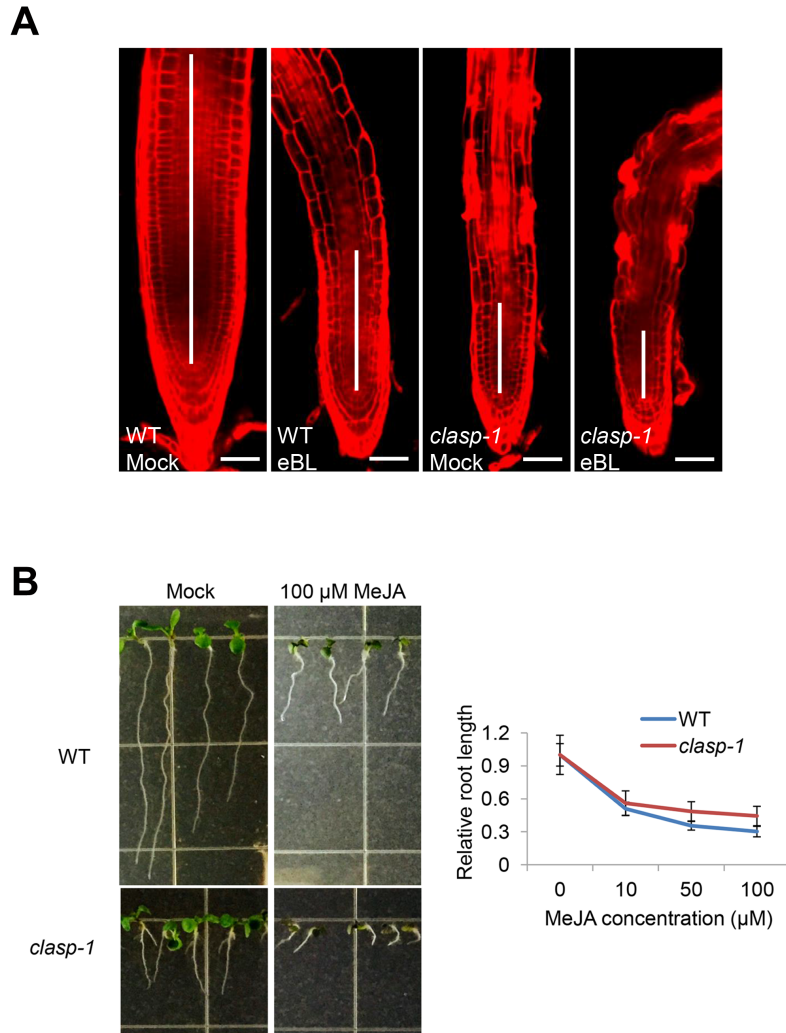 A
WT
Mock
WT
eBL
clasp-1
Mock
clasp-1
eBL
B
Mock
100 µM MeJA
WT
clasp-1
WT
clasp-1
Relative root length
1.2
0.9
0.6
0.3
0
0
10
50
100
MeJA concentration (µM)